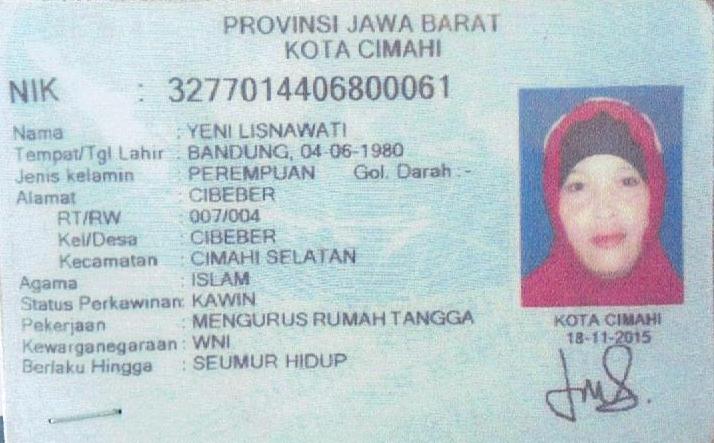 PROVINSI JAWA BARAT
KOTA CIMAHI
NIK : 3277014406800061
Nama : YENI LISNAWATI
Tempat/Tgl Lahir : BANDUNG, 04-06-1980
Jenis kelamin : PEREMPUAN Gol. Darah :-
Alamat : CIBEBER
RT/RW : 007/004
Kel/Desa : CIBEBER
Kecamatan : CIMAHI SELATAN
Agama : ISLAM
Status Perkawinan: KAWIN
Pekerjaan : MENGURUS RUMAH TANGGA
Kewarganegaraan : WNI
Berlaku Hingga : SEUMUR HIDUP
KOTA CIMAHI
18-11-2015